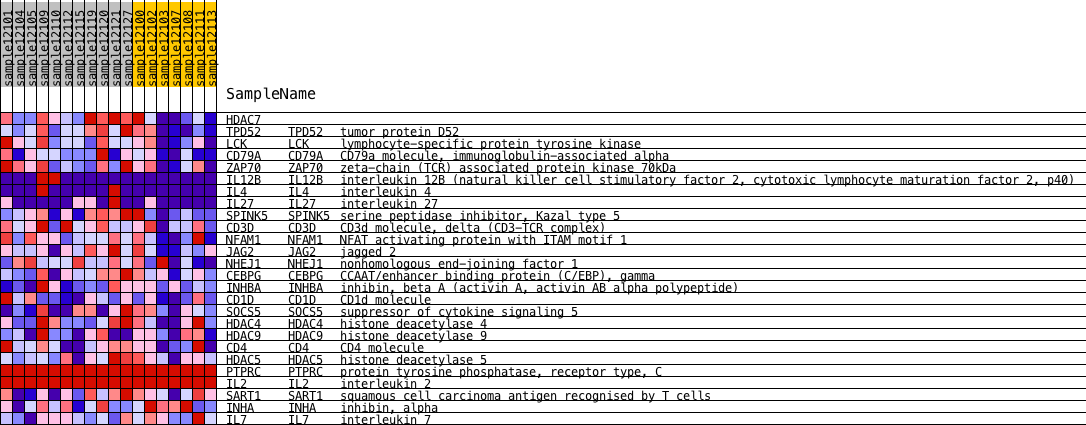 sample12101
sample12104
sample12105
sample12109
sample12110
sample12112
sample12115
sample12119
sample12120
sample12121
sample12127
sample12100
sample12102
sample12103
sample12107
sample12108
sample12111
sample12113
SampleName
HDAC7
TPD52 TPD52 tumor protein D52
LCK LCK lymphocyte-specific protein tyrosine kinase
CD79A CD79A CD79a molecule, immunoglobulin-associated alpha
ZAP70 ZAP70 zeta-chain (TCR) associated protein kinase 70kDa
IL12B IL12B interleukin 12B (natural killer cell stimulatory factor 2, cytotoxic lymphocyte maturation factor 2, p40)
IL4 IL4 interleukin 4
IL27 IL27 interleukin 27
SPINK5 SPINK5 serine peptidase inhibitor, Kazal type 5
CD3D CD3D CD3d molecule, delta (CD3-TCR complex)
NFAM1 NFAM1 NFAT activating protein with ITAM motif 1
JAG2 JAG2 jagged 2
NHEJ1 NHEJ1 nonhomologous end-joining factor 1
CEBPG CEBPG CCAAT/enhancer binding protein (C/EBP), gamma
INHBA INHBA inhibin, beta A (activin A, activin AB alpha polypeptide)
CD1D CD1D CD1d molecule
SOCS5 SOCS5 suppressor of cytokine signaling 5
HDAC4 HDAC4 histone deacetylase 4
HDAC9 HDAC9 histone deacetylase 9
CD4 CD4 CD4 molecule
HDAC5 HDAC5 histone deacetylase 5
PTPRC PTPRC protein tyrosine phosphatase, receptor type, C
IL2 IL2 interleukin 2
SART1 SART1 squamous cell carcinoma antigen recognised by T cells
INHA INHA inhibin, alpha
IL7 IL7 interleukin 7